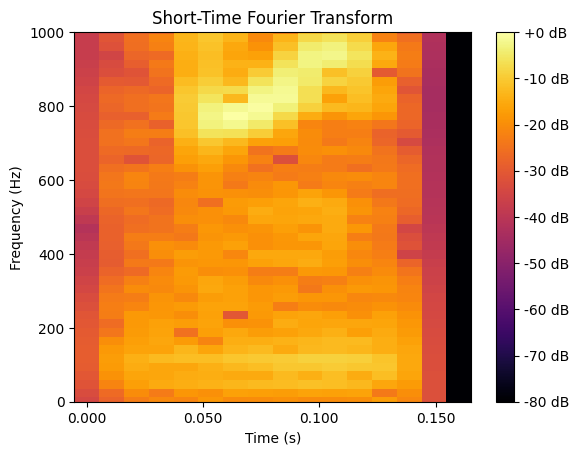 Short-Time Fourier Transform
1000
800
600
400
200
0
Frequency (Hz)
0.000
0.050
0.100
0.150
Time (s)
+0 dB
-10 dB
-20 dB
-30 dB
-40 dB
-50 dB
-60 dB
-70 dB
-80 dB